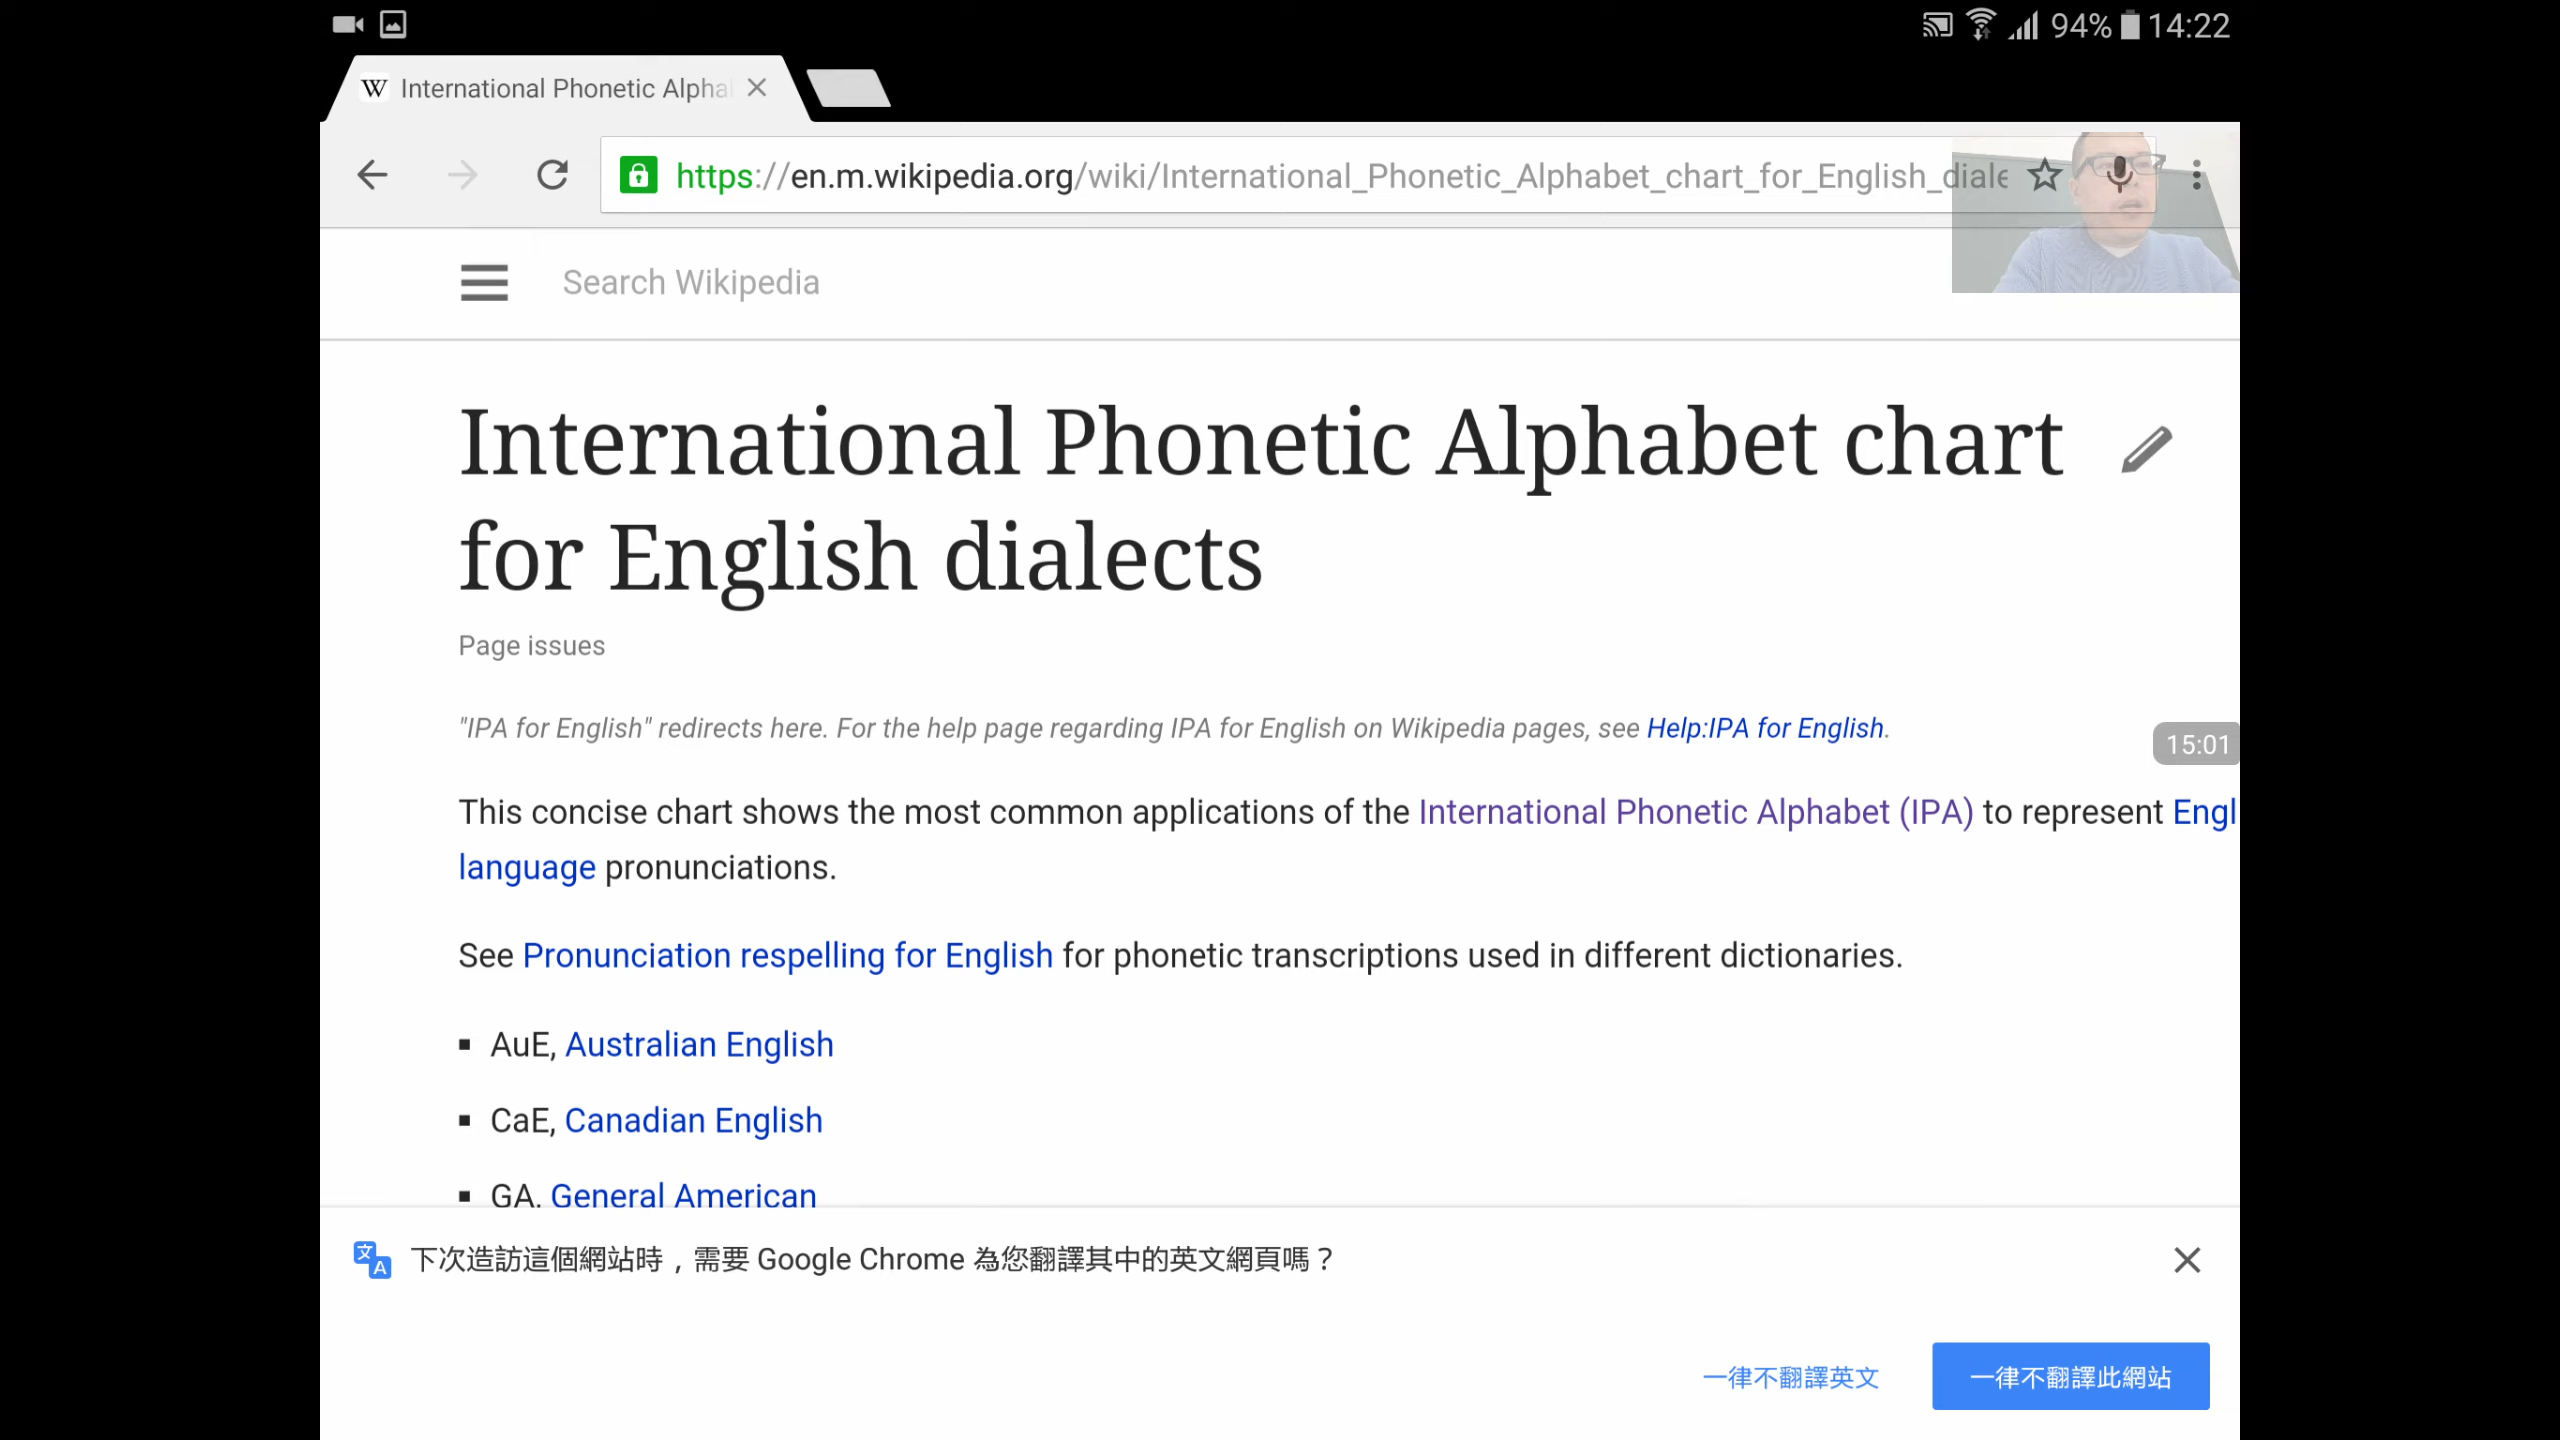 94% 14:22
W International Phonetic Alpha
https://en.m.wikipedia.org/wiki/International_Phonetic_Alphabet_chart_for_English_diale
Search Wikipedia
International Phonetic Alphabet chart
for English dialects
Page issues
"IPA for English" redirects here. For the help page regarding IPA for English on Wikipedia pages, see Help:IPA for English.
15:01
This concise chart shows the most common applications of the International Phonetic Alphabet (IPA) to represent Engl
language pronunciations.
See Pronunciation respelling for English for phonetic transcriptions used in different dictionaries.
▪ AuE, Australian English
▪ CaE, Canadian English
▪ GA, General American
下次造訪這個網站時，需要 Google Chrome 為您翻譯其中的英文網頁嗎？
一律不翻譯英文 一律不翻譯此網站